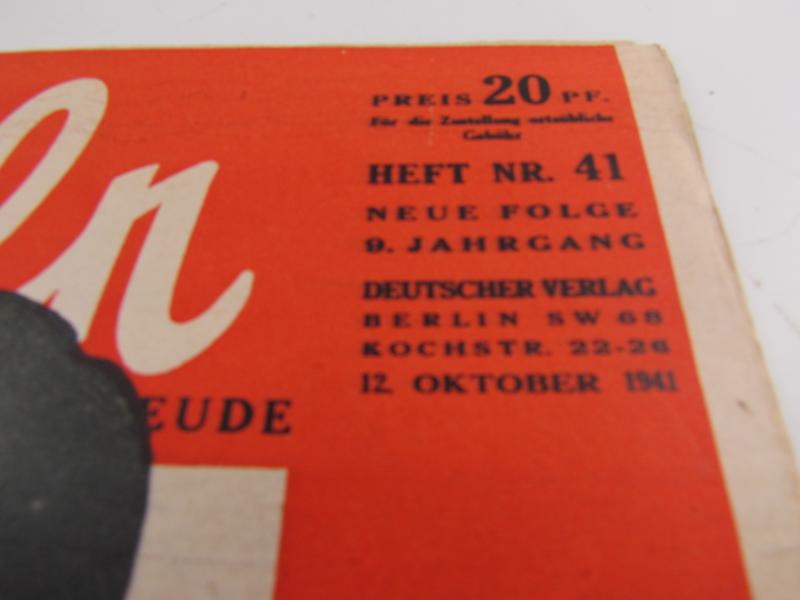 PREIS 20 PF.
Für die Zustellung ortsübliche
Gebühr
HEFT NR. 41
NEUE FOLGE
9. JAHRGANG
DEUTSCHER VERLAG
BERLIN SW 68
KOCHSTR. 22-26
12. OKTOBER 1941
EUDE